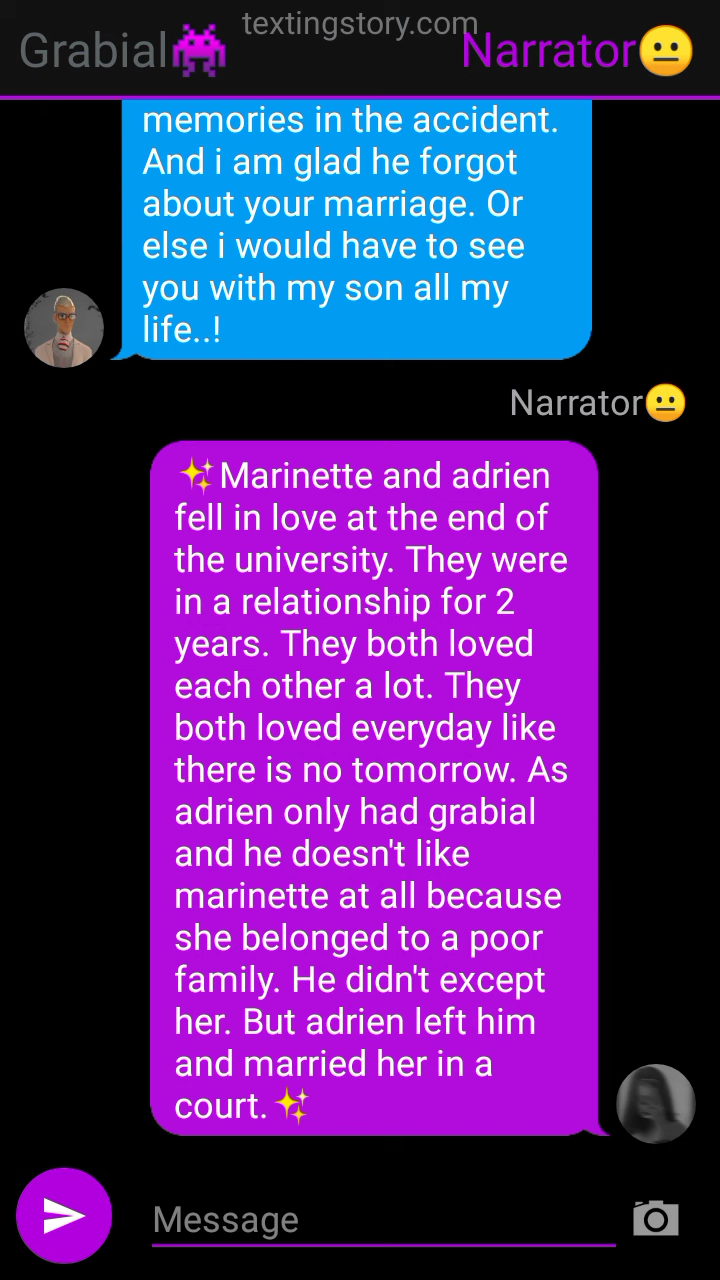 textingstory.com
Grabial👾 Narrator😐
memories in the accident.
And i am glad he forgot
about your marriage. Or
else i would have to see
you with my son all my
life..!
Narrator😐
✨Marinette and adrien
fell in love at the end of
the university. They were
in a relationship for 2
years. They both loved
each other a lot. They
both loved everyday like
there is no tomorrow. As
adrien only had grabial
and he doesn't like
marinette at all because
she belonged to a poor
family. He didn't except
her. But adrien left him
and married her in a
court.✨
Message